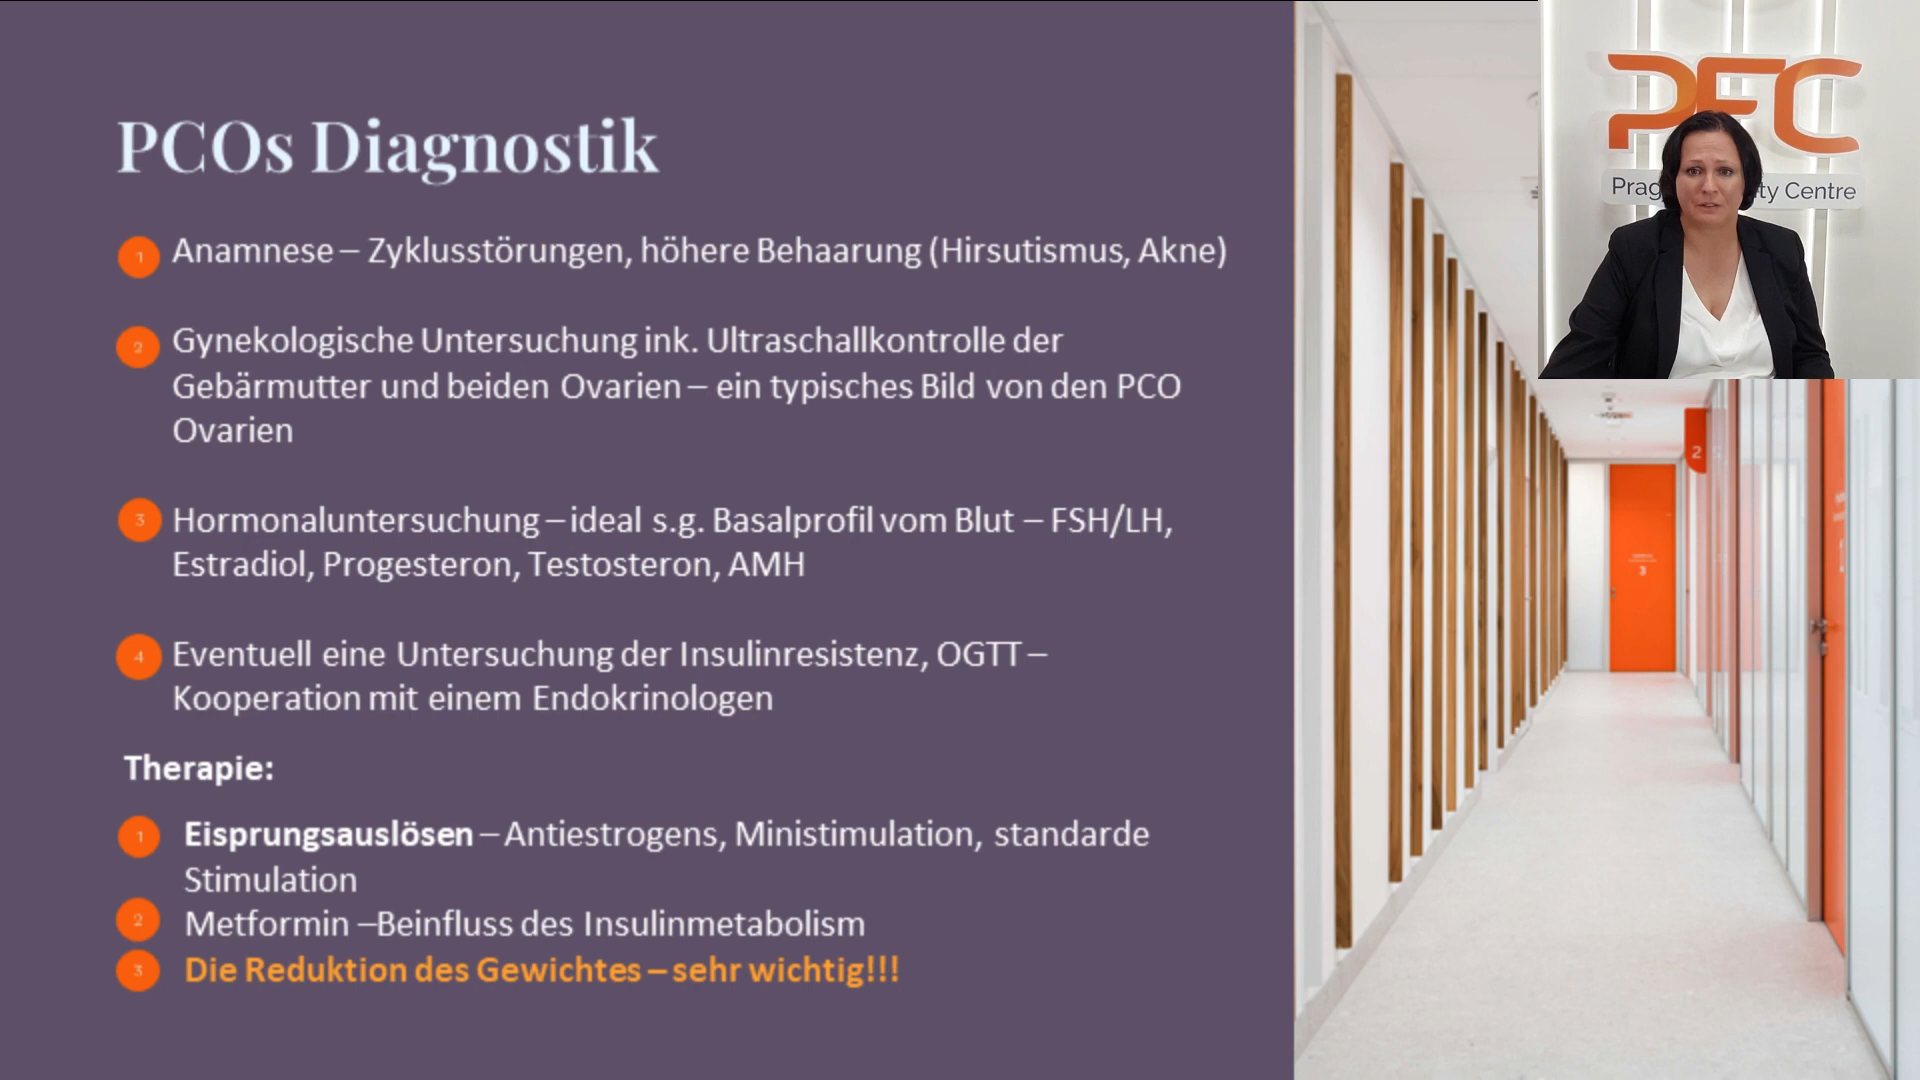 PCOs Diagnostik
1 Anamnese – Zyklusstörungen, höhere Behaarung (Hirsutismus, Akne)
2 Gynekologische Untersuchung ink. Ultraschallkontrolle der
Gebärmutter und beiden Ovarien – ein typisches Bild von den PCO
Ovarien
3 Hormonaluntersuchung – ideal s.g. Basalprofil vom Blut – FSH/LH,
Estradiol, Progesteron, Testosteron, AMH
4 Eventuell eine Untersuchung der Insulinresistenz, OGTT –
Kooperation mit einem Endokrinologen
Therapie:
1 Eisprungsauslösen – Antiestrogens, Ministimulation, standarde
Stimulation
2 Metformin –Beinfluss des Insulinmetabolism
3 Die Reduktion des Gewichtes – sehr wichtig!!!
PFC
Prag ty Centre
2
3